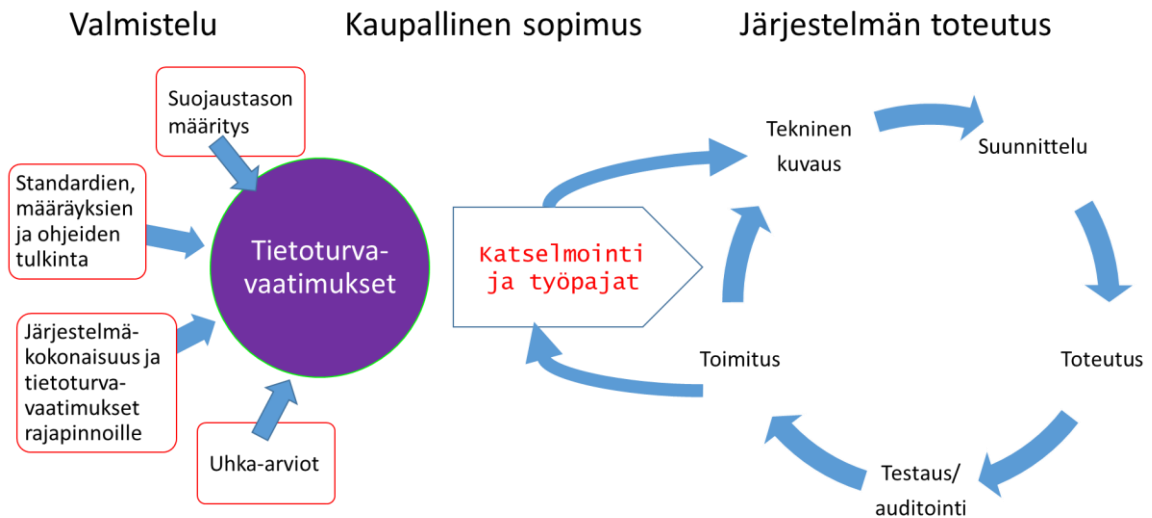 Valmistelu
Kaupallinen sopimus
Järjestelmän toteutus
Suojaustason
määritys
Standardien,
määräyksien
ja ohjeiden
tulkinta
Järjestelmä-
kokonaisuus ja
tietoturva-
vaatimukset
rajapinnoille
Uhka-arviot
Tietoturva-
vaatimukset
Katselmointi
ja työpajat
Tekninen
kuvaus
Suunnittelu
Toteutus
Testaus/
auditointi
Toimitus